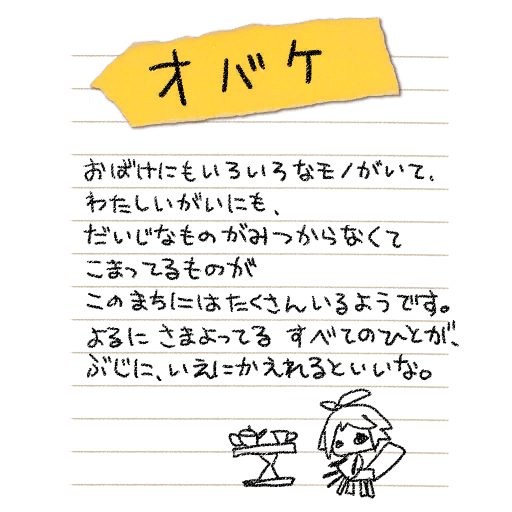 オバケ
おばけにもいろいろなモノがいて、
わたしいがいにも、
だいじなものがみつからなくて
こまってるものが
このまちにはたくさんいるようです。
よるに さまよってる すべてのひとが、
ぶじに、いえにかえれるといいな。